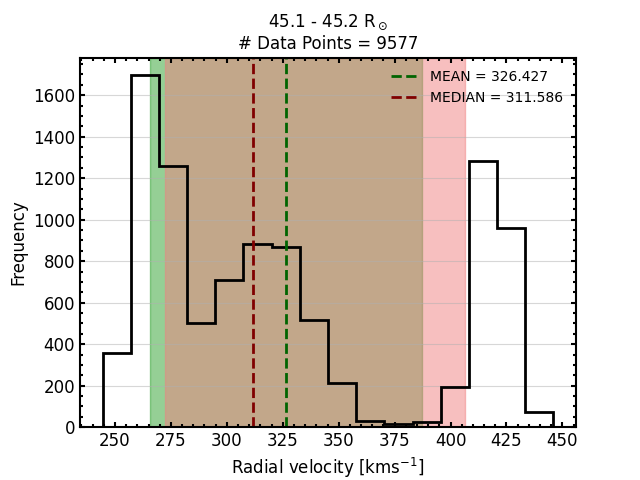 45.1 - 45.2 R⊙
# Data Points = 9577
MEAN = 326.427
MEDIAN = 311.586
Frequency
1600
1400
1200
1000
800
600
400
200
0
250 275 300 325 350 375 400 425 450
Radial velocity [kms⁻¹]